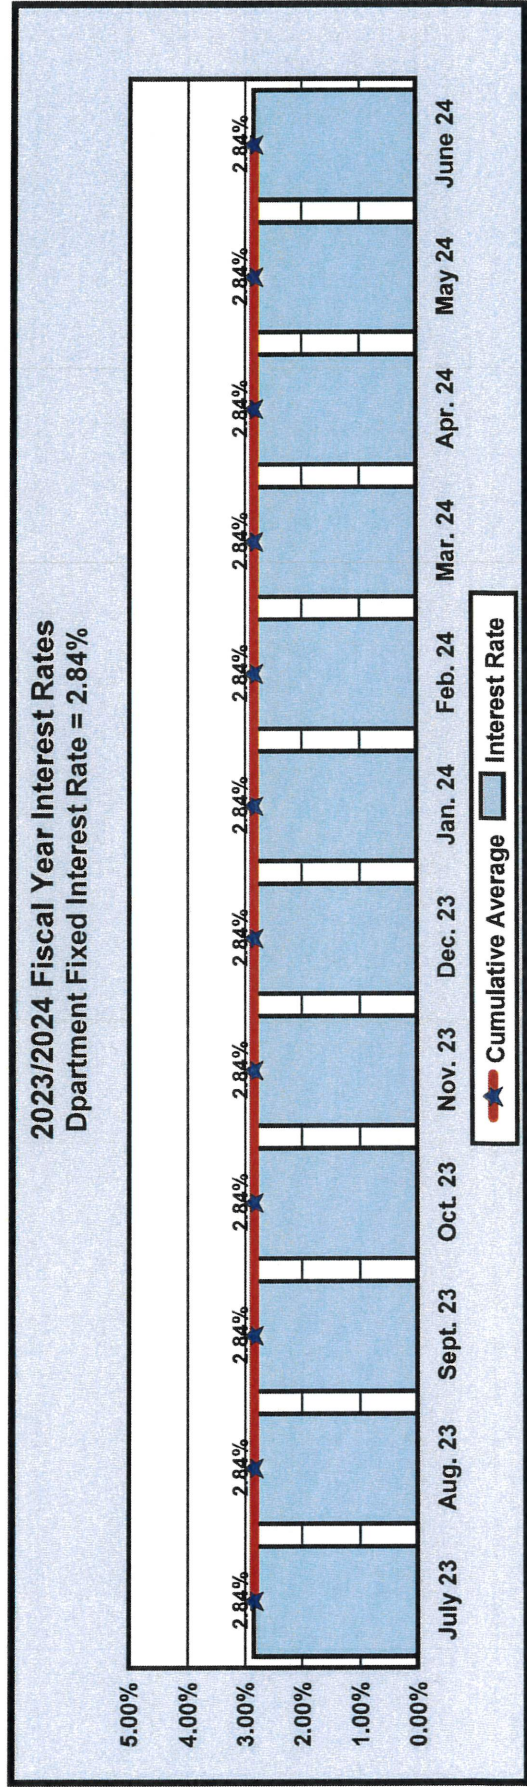 2023/2024 Fiscal Year Interest Rates
Dpartment Fixed Interest Rate = 2.84%
5.00%
4.00%
3.00%
2.00%
1.00%
0.00%
2.84% 2.84% 2.84% 2.84% 2.84% 2.84% 2.84% 2.84% 2.84% 2.84% 2.84% 2.84%
July 23 Aug. 23 Sept. 23 Oct. 23 Nov. 23 Dec. 23 Jan. 24 Feb. 24 Mar. 24 Apr. 24 May 24 June 24
Cumulative Average Interest Rate